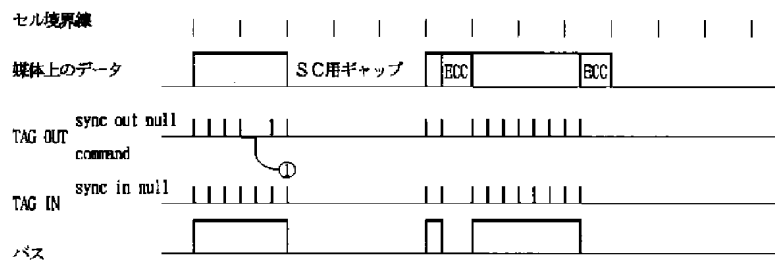 セル境界線
媒体上のデータ
SC用ギャップ
ECC
ECC
TAG OUT
sync out null
command
①
TAG IN
sync in null
バス